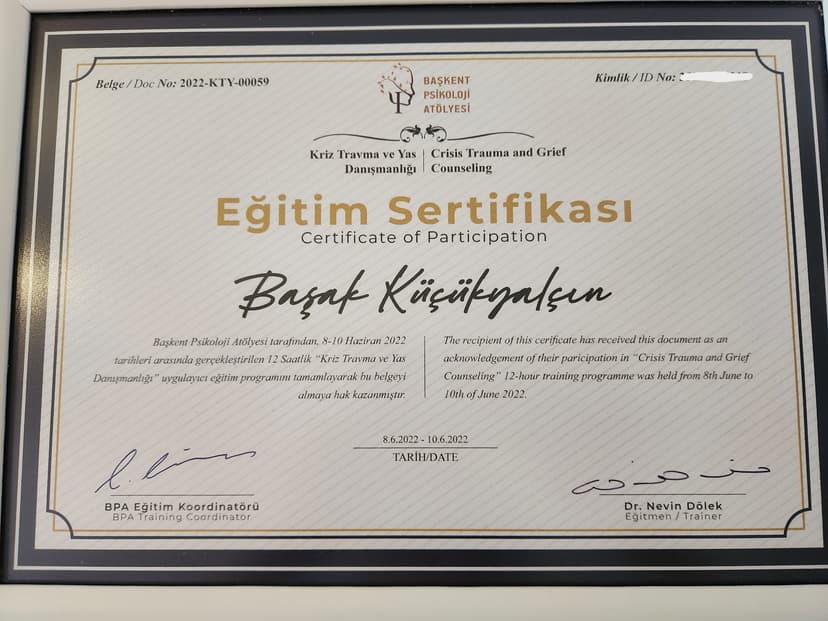 Belge / Doc No: 2022-KTY-00059
BAŞKENT
PSİKOLOJİ
ATÖLYESİ
Kimlik / ID No:
Kriz Travma ve Yas
Danışmanlığı
Crisis Trauma and Grief
Counseling
Eğitim Sertifikası
Certificate of Participation
Başak Küçükyalçın
Başkent Psikoloji Atölyesi tarafından, 8-10 Haziran 2022
tarihleri arasında gerçekleştirilen 12 Saatlik “Kriz Travma ve Yas
Danışmanlığı” uygulayıcı eğitim programını tamamlayarak bu belgeyi
almaya hak kazanmıştır.
The recipient of this cerificate has received this document as an
acknowledgement of their paricipation in “Crisis Trauma and Grief
Counseling” 12-hour training programme was held from 8th June to
10th of June 2022.
8.6.2022 - 10.6.2022
TARİH/DATE
BPA Eğitim Koordinatörü
BPA Training Coordinator
Dr. Nevin Dölek
Eğitmen / Trainer